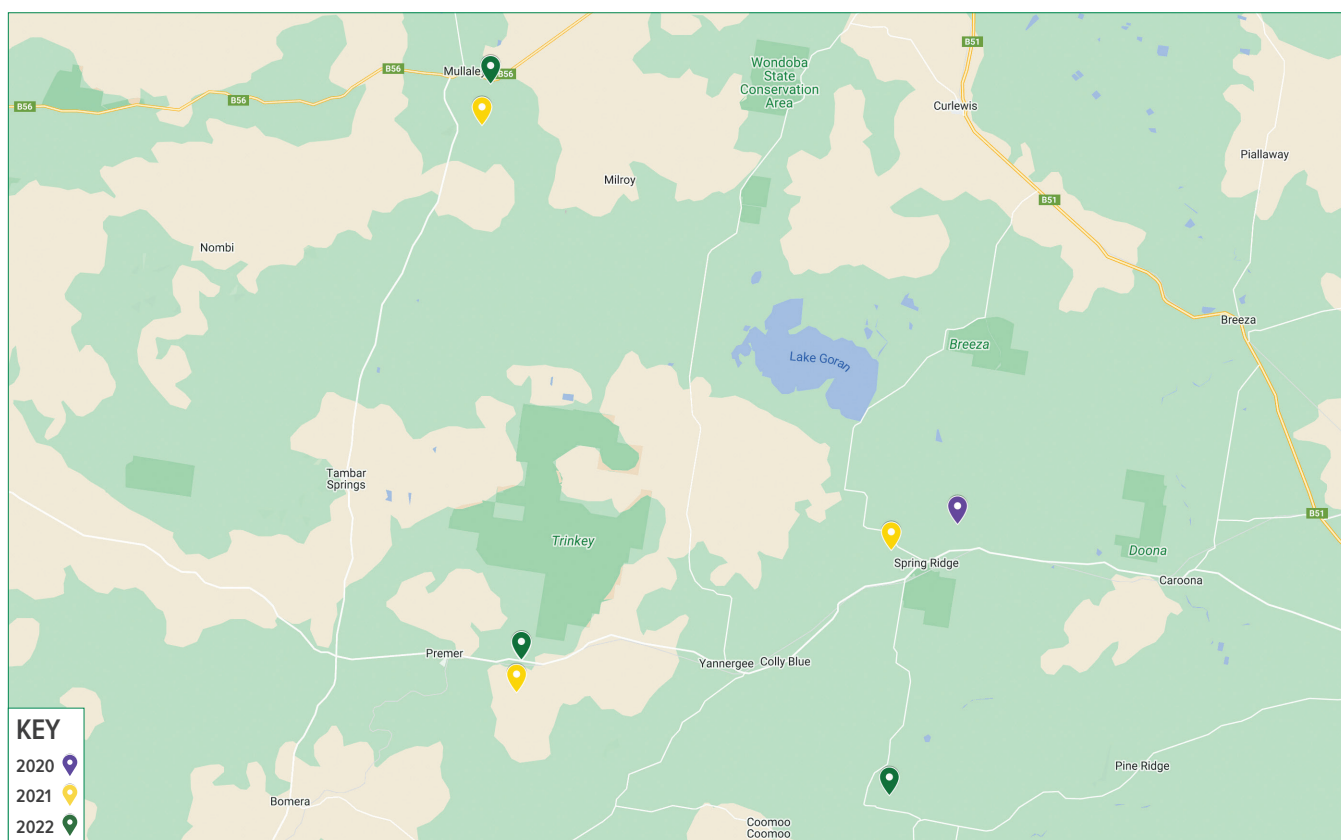 B51
Wondoba
State
Conservation
Area
Mullaley
B56
B56
B56
B56
Curlewis
Piallaway
Milroy
B51
Nombi
Breeza
Breeza
Lake Goran
Tambar
Springs
B51
Trinkey
Doona
Spring Ridge
Caroona
Premer
Yannergee
Colly Blue
KEY
2020
2021
2022
Pine Ridge
Bomera
Coomoo
Coomoo